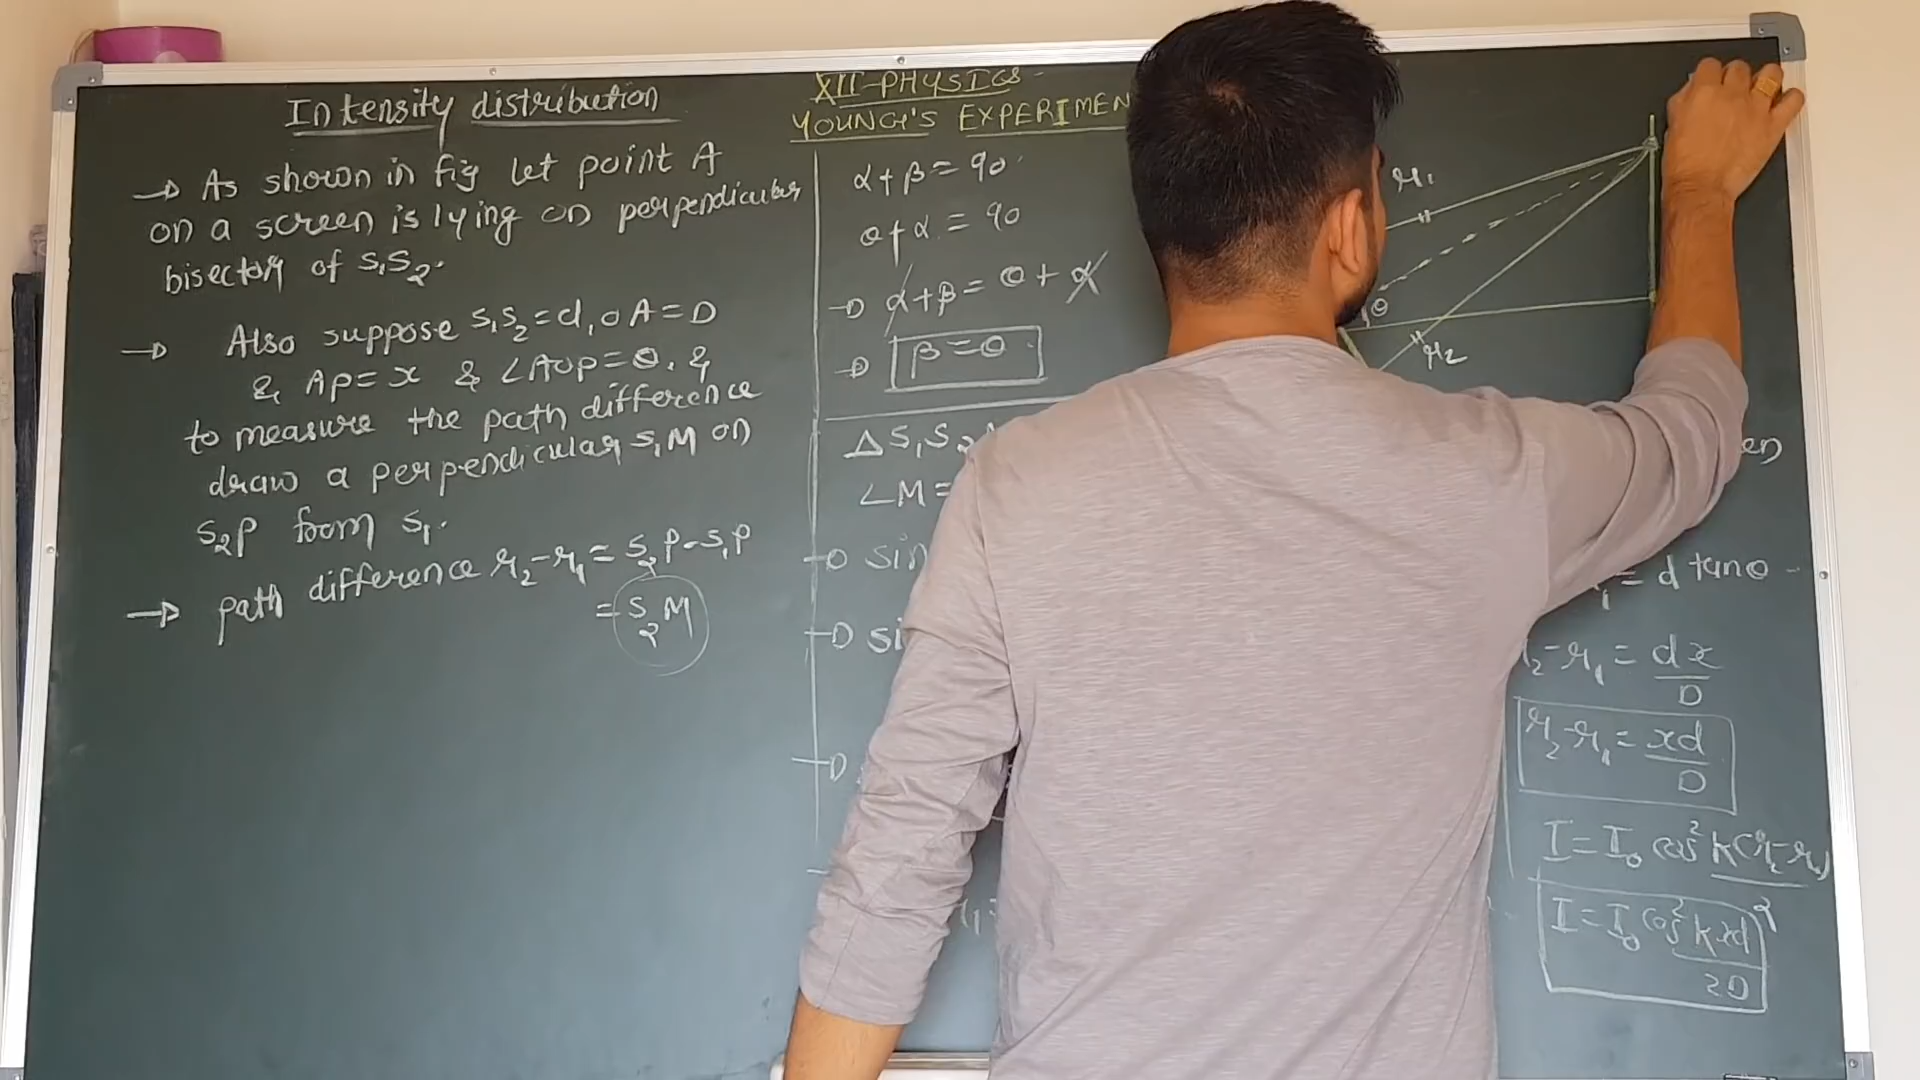 Intensity distribution
→ As shown in fig let point A
on a screen is lying on perpendicular
bisector of S₁S₂.
→ Also suppose S₁S₂=d, OA=D
& AP=x & ∠AOP=θ. &
to measure the path difference
draw a perpendicular S₁M on
S₂P from S₁.
→ path difference r₂-r₁ = S₂P-S₁P
= S₂M
XII-PHYSICS-
YOUNG'S EXPERIMEN
α+β=90
θ+α=90
→ α+β=θ+α
→ β=θ
ΔS₁S₂
∠M=
→ sin
r₁
θ
r₂
en
= d tanθ
r₂-r₁ = dx/D
r₂-r₁ = xd/D
I=I₀ cos² k(r₂-r₁)
2
I=I₀ cos² kxd/2D